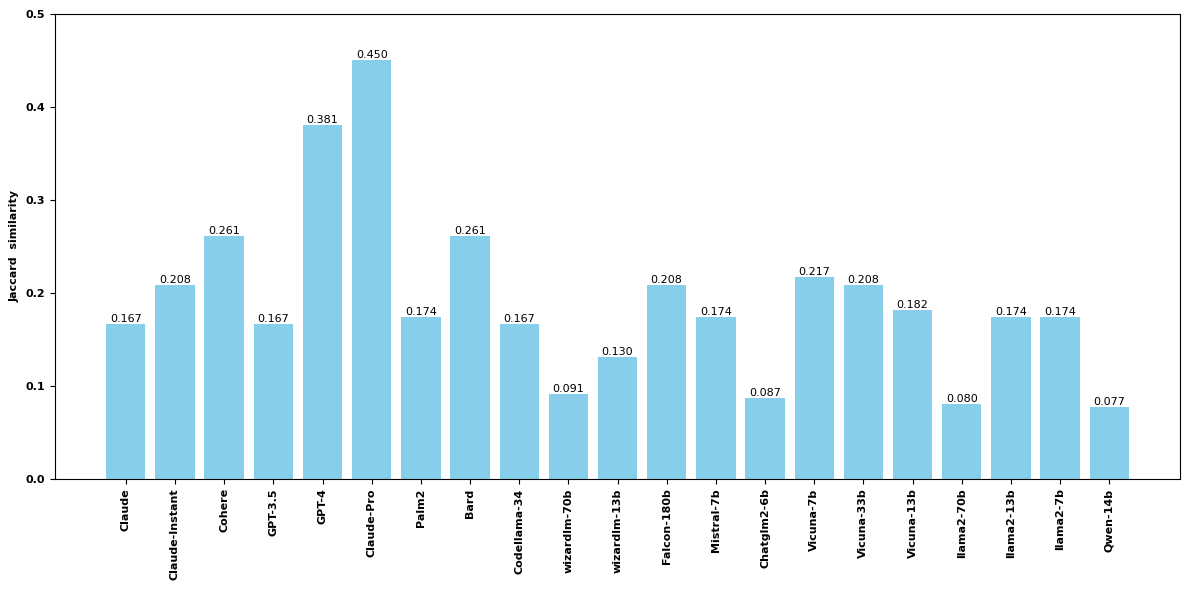 0.5
0.4
0.3
0.2
0.1
0.0
Jaccard  similarity
0.167
0.208
0.261
0.167
0.381
0.450
0.174
0.261
0.167
0.091
0.130
0.208
0.174
0.087
0.217
0.208
0.182
0.080
0.174
0.174
0.077
Claude
Claude-Instant
Cohere
GPT-3.5
GPT-4
Claude-Pro
Palm2
Bard
Codellama-34
wizardlm-70b
wizardlm-13b
Falcon-180b
Mistral-7b
Chatglm2-6b
Vicuna-7b
Vicuna-33b
Vicuna-13b
llama2-70b
llama2-13b
llama2-7b
Qwen-14b